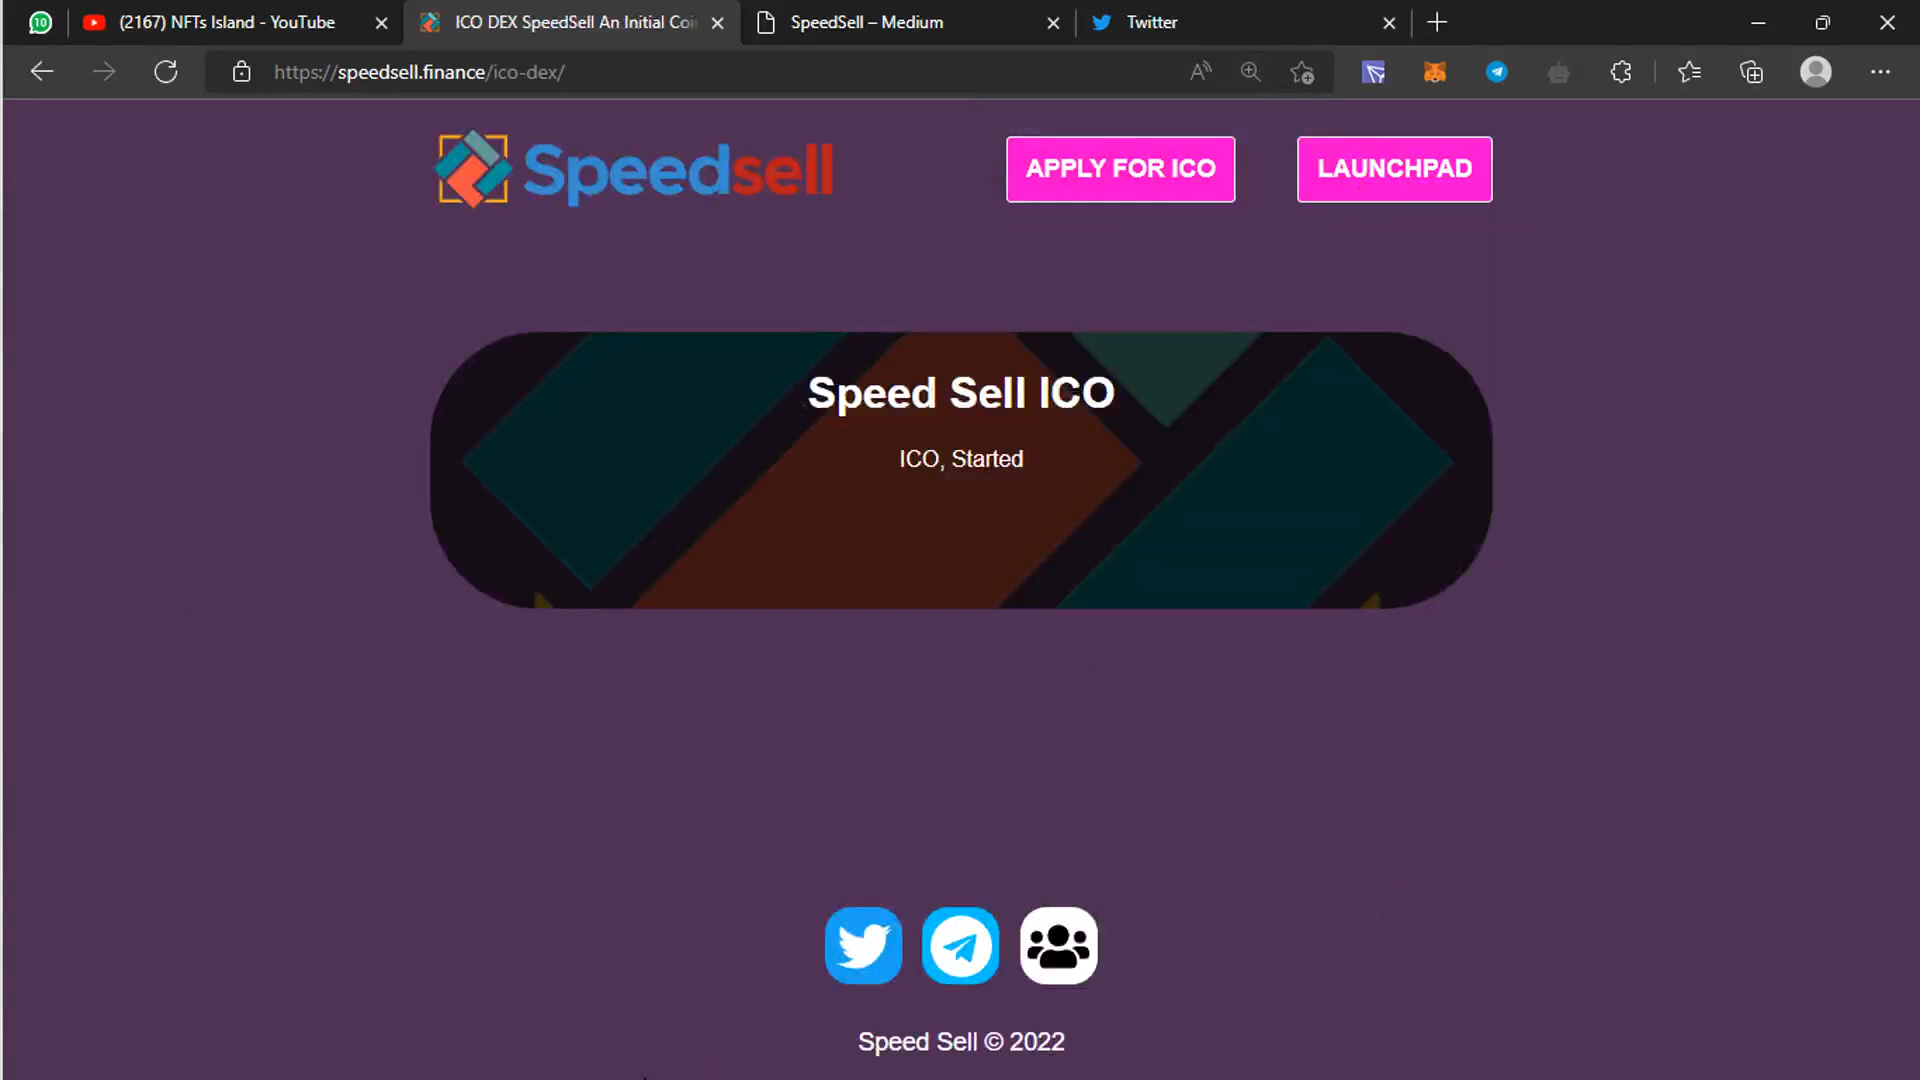 10
(2167) NFTs Island - YouTube
ICO DEX SpeedSell An Initial Coi
SpeedSell – Medium
Twitter
https://speedsell.finance/ico-dex/
Speedsell
APPLY FOR ICO
LAUNCHPAD
Speed Sell ICO
ICO, Started
Speed Sell © 2022